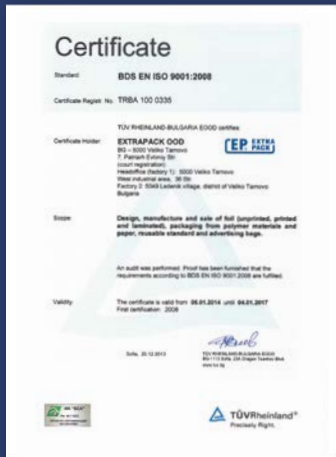 Certificate
Standard: BDS EN ISO 9001:2008
Certificate Registr. No. TRBA 100 0335
TÜV RHEINLAND-BULGARIA EOOD certifies:
Certificate Holder: EXTRAPACK OOD
BG – 5000 Veliko Tarnovo
7, Patriarh Evtimiy Str.
(court registration)
Headoffice (factory 1): 5000 Veliko Tarnovo
West industrial area, 36 Str.
Factory 2: 5049 Ledenik village, district of Veliko Tarnovo
Bulgaria
EP. EXTRA PACK
Scope: Design, manufacture and sale of foil (unprinted, printed
and laminated), packaging from polymer materials and
paper, reusable standard and advertising bags.
An audit was performed. Proof has been furnished that the
requirements according to BDS EN ISO 9001:2008 are fulfilled.
Validity: The certificate is valid from 05.01.2014 until 04.01.2017
First certification: 2008
Sofia, 20.12.2013
TÜV RHEINLAND-BULGARIA EOOD
TÜVRheinland®
Precisely Right.